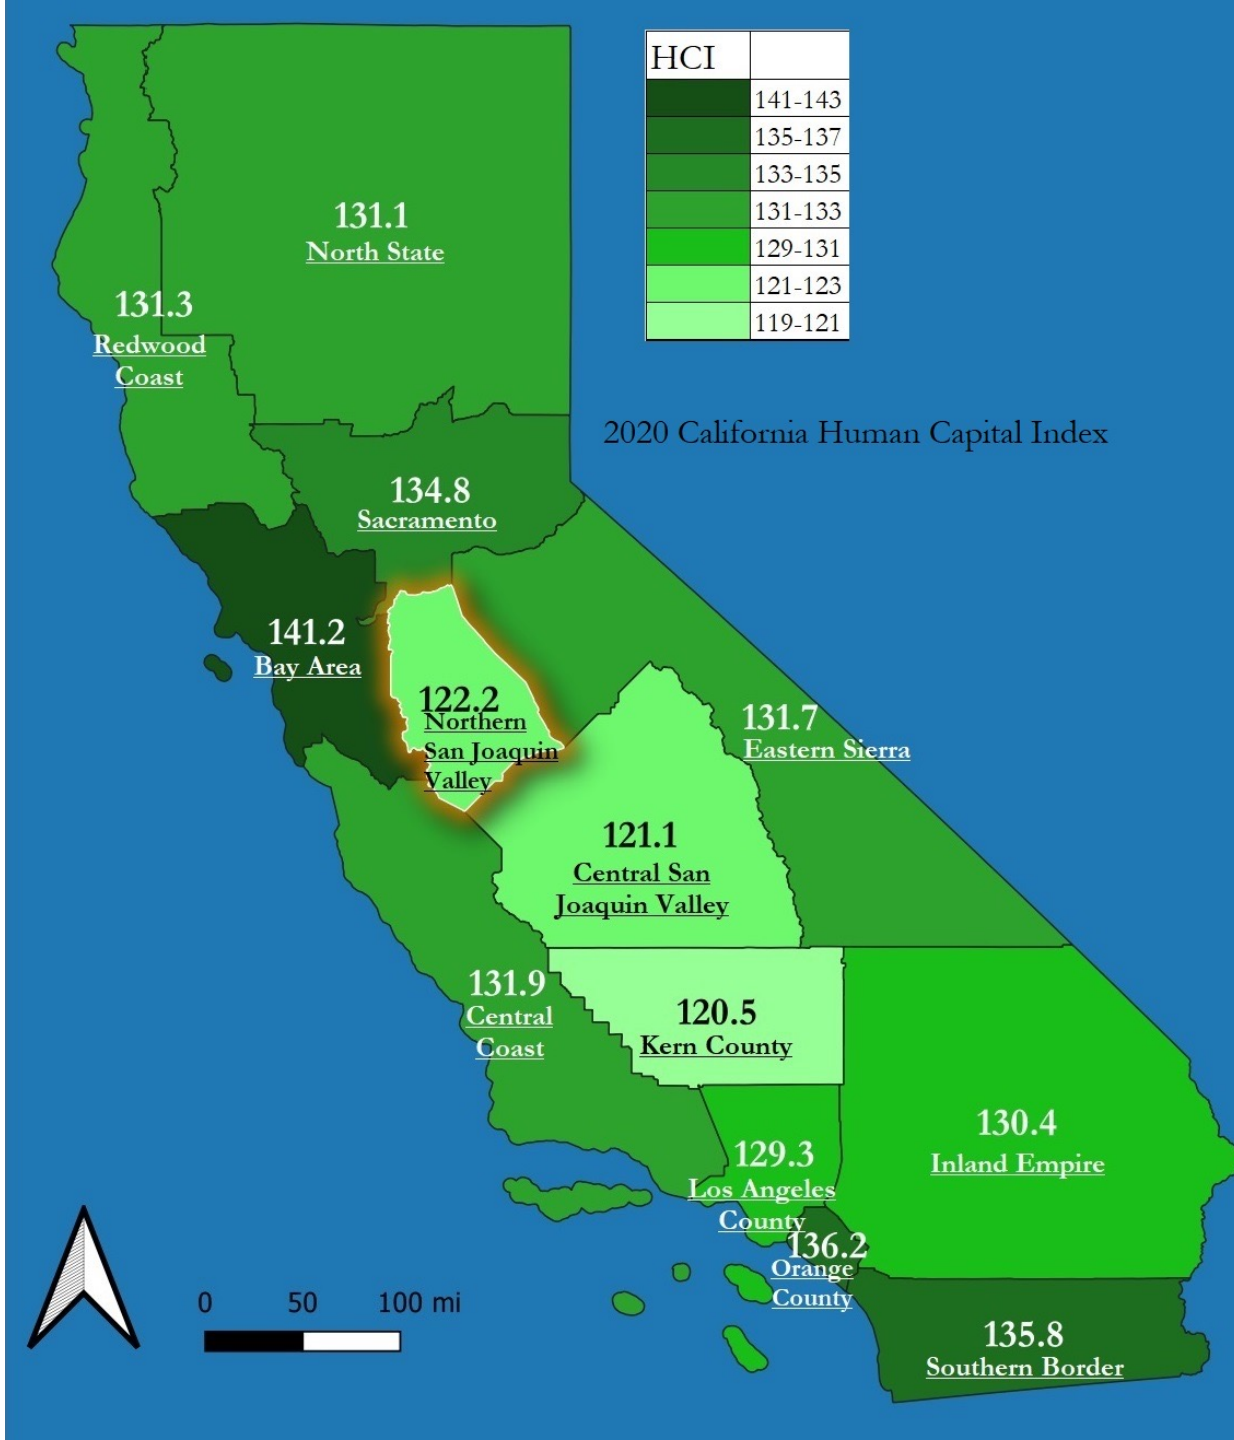 HCI
141-143
135-137
133-135
131-133
129-131
121-123
119-121
131.1
North State
131.3
Redwood
Coast
2020 California Human Capital Index
134.8
Sacramento
141.2
Bay Area
122.2
Northern
San Joaquin
Valley
131.7
Eastern Sierra
121.1
Central San
Joaquin Valley
131.9
Central
Coast
120.5
Kern County
130.4
Inland Empire
129.3
Los Angeles
County
136.2
Orange
County
135.8
Southern Border
0 50 100 mi